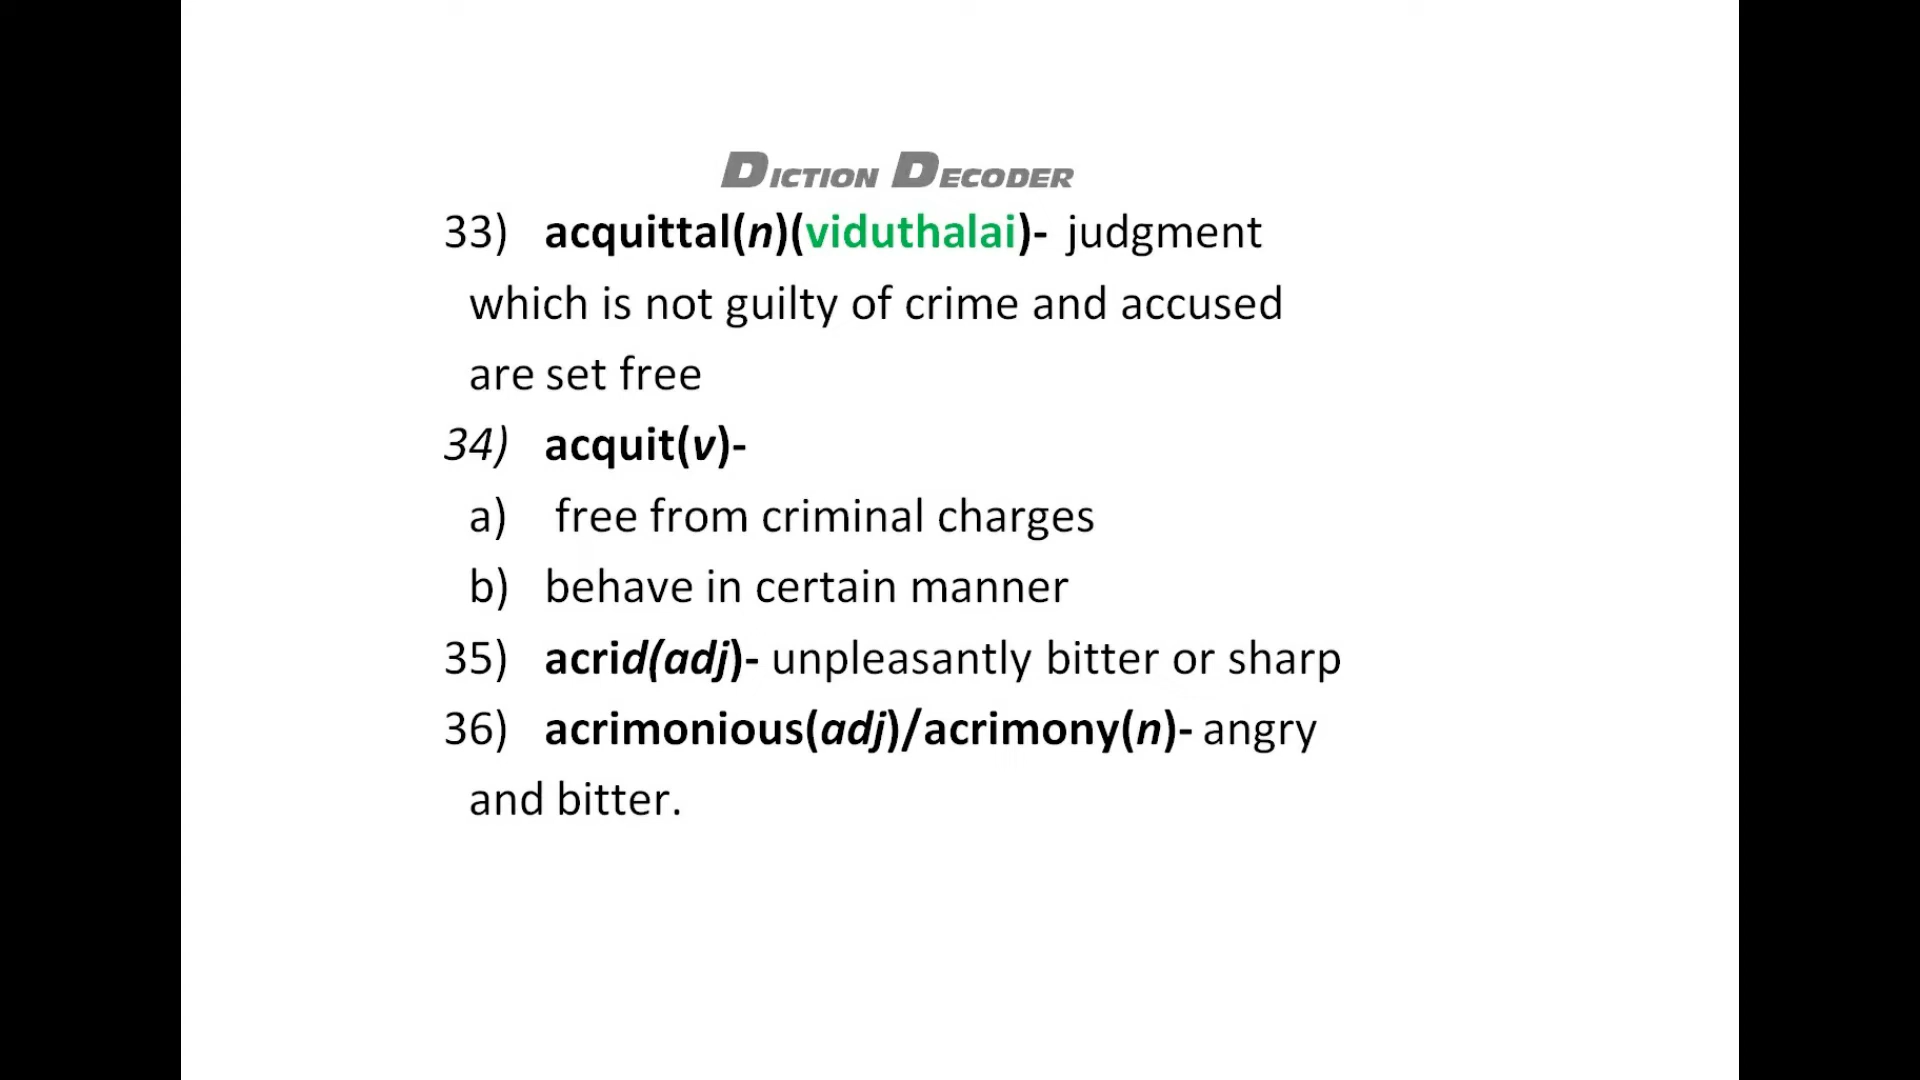 DICTION DECODER
33) acquittal(n)(viduthalai)- judgment
which is not guilty of crime and accused
are set free
34) acquit(v)-
a) free from criminal charges
b) behave in certain manner
35) acrid(adj)- unpleasantly bitter or sharp
36) acrimonious(adj)/acrimony(n)- angry
and bitter.